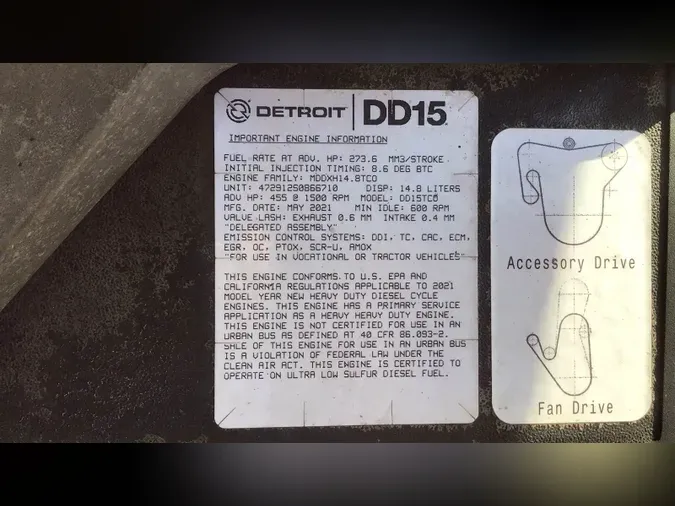 DETROIT DD15
IMPORTANT ENGINE INFORMATION
FUEL RATE AT ADV. HP: 273.6 MM3/STROKE
INITIAL INJECTION TIMING: 8.6 DEG BTC
ENGINE FAMILY: MDDXH14.8TCO
UNIT: 472912S0866710 DISP: 14.8 LITERS
ADV HP: 455 @ 1500 RPM MODEL: DD15TCO
MFG. DATE: MAY 2021 MIN IDLE: 600 RPM
VALVE LASH: EXHAUST 0.6 MM INTAKE 0.4 MM
"DELEGATED ASSEMBLY"
EMISSION CONTROL SYSTEMS: DDI, TC, CAC, ECM,
EGR, OC, PTOX, SCR-U, AMOX
"FOR USE IN VOCATIONAL OR TRACTOR VEHICLES"
THIS ENGINE CONFORMS TO U.S. EPA AND
CALIFORNIA REGULATIONS APPLICABLE TO 2021
MODEL YEAR NEW HEAVY DUTY DIESEL CYCLE
ENGINES. THIS ENGINE HAS A PRIMARY SERVICE
APPLICATION AS A HEAVY HEAVY DUTY ENGINE.
THIS ENGINE IS NOT CERTIFIED FOR USE IN AN
URBAN BUS AS DEFINED AT 40 CFR 86.093-2.
SALE OF THIS ENGINE FOR USE IN AN URBAN BUS
IS A VIOLATION OF FEDERAL LAW UNDER THE
CLEAN AIR ACT. THIS ENGINE IS CERTIFIED TO
OPERATE ON ULTRA LOW SULFUR DIESEL FUEL.
Accessory Drive
Fan Drive